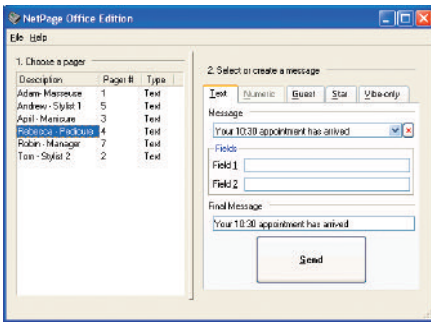 NetPage Office Edition
File Help
1. Choose a pager
Description Pager # Type
Adam - Masseuse 1 Text
Andrew - Stylist 1 5 Text
April - Manicure 3 Text
Rebecca - Pedicure 4 Text
Robin - Manager 7 Text
Tom - Stylist 2 2 Text
2. Select or create a message
Text Numeric Guest Star Vibe-only
Message
Your 10:30 appointment has arrived
Fields
Field 1
Field 2
Final Message
Your 10:30 appointment has arrived
Send